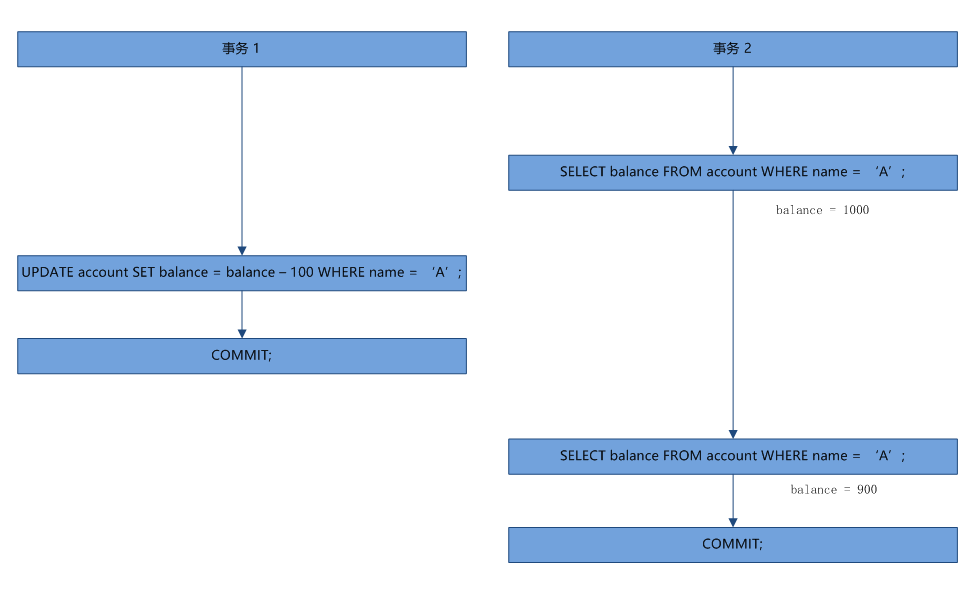 事务 1
UPDATE account SET balance = balance – 100 WHERE name = ‘A’;
COMMIT;
事务 2
SELECT balance FROM account WHERE name = ‘A’;
balance = 1000
SELECT balance FROM account WHERE name = ‘A’;
balance = 900
COMMIT;